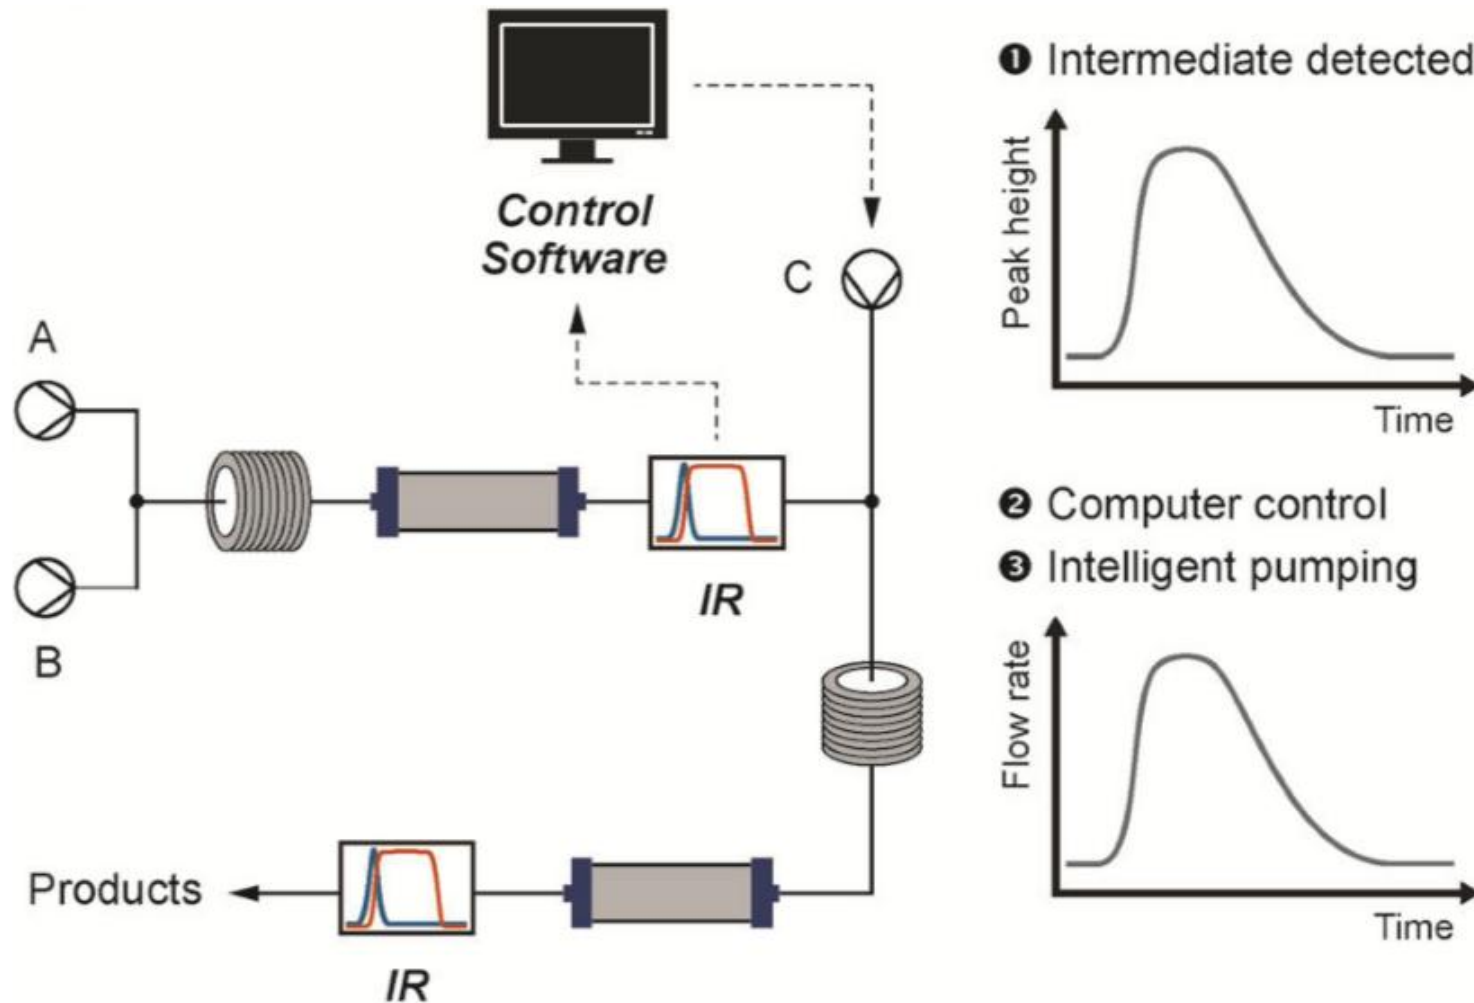 Control
Software
A
B
C
IR
Products
IR
❶ Intermediate detected
Peak height
Time
❷ Computer control
❸ Intelligent pumping
Flow rate
Time